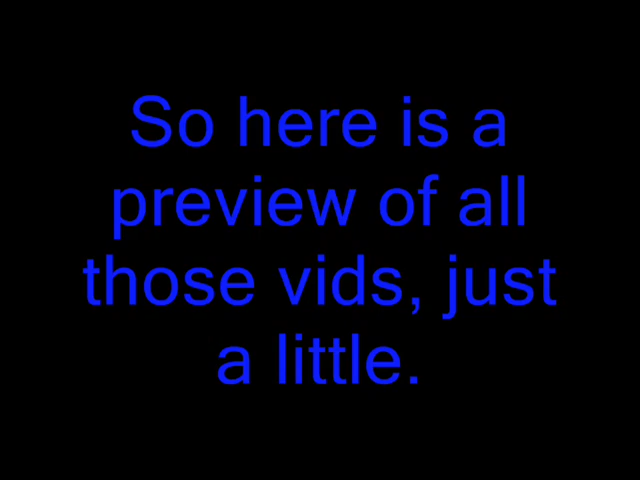 So here is a
preview of all
those vids, just
a little.